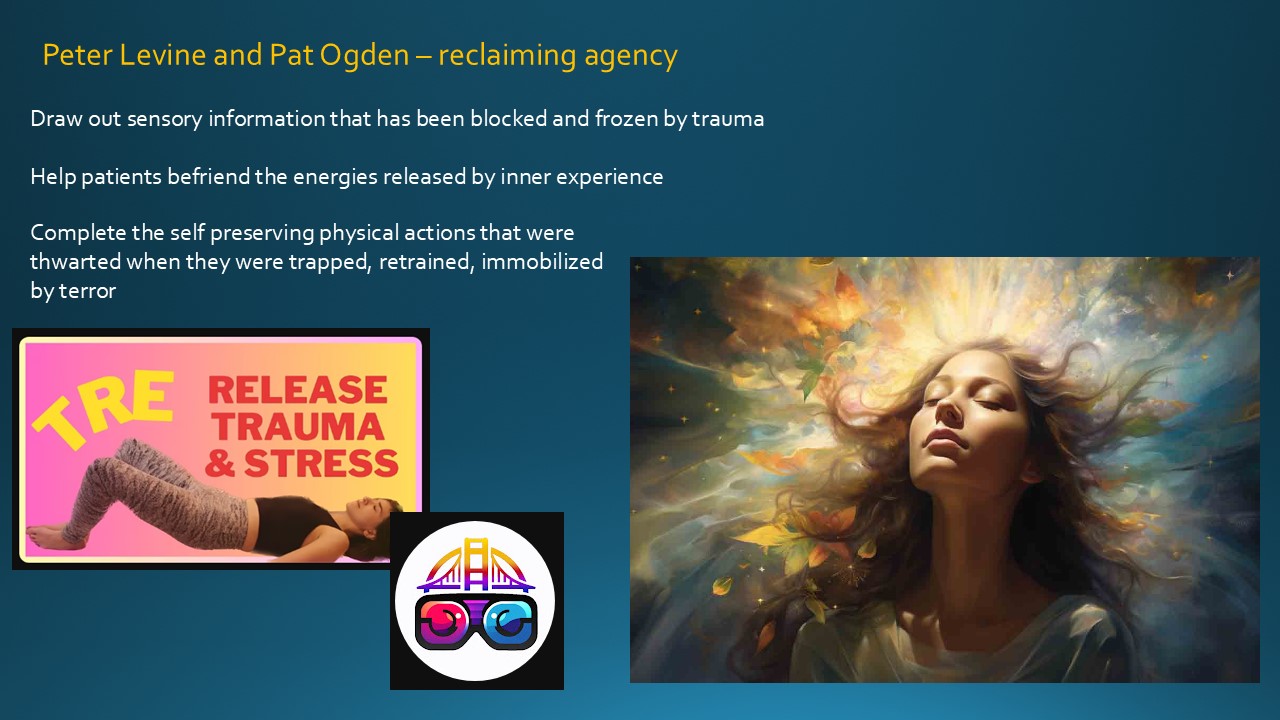 Peter Levine and Pat Ogden – reclaiming agency
Draw out sensory information that has been blocked and frozen by trauma
Help patients befriend the energies released by inner experience
Complete the self preserving physical actions that were
thwarted when they were trapped, retrained, immobilized
by terror
TRE
RELEASE
TRAUMA
& STRESS